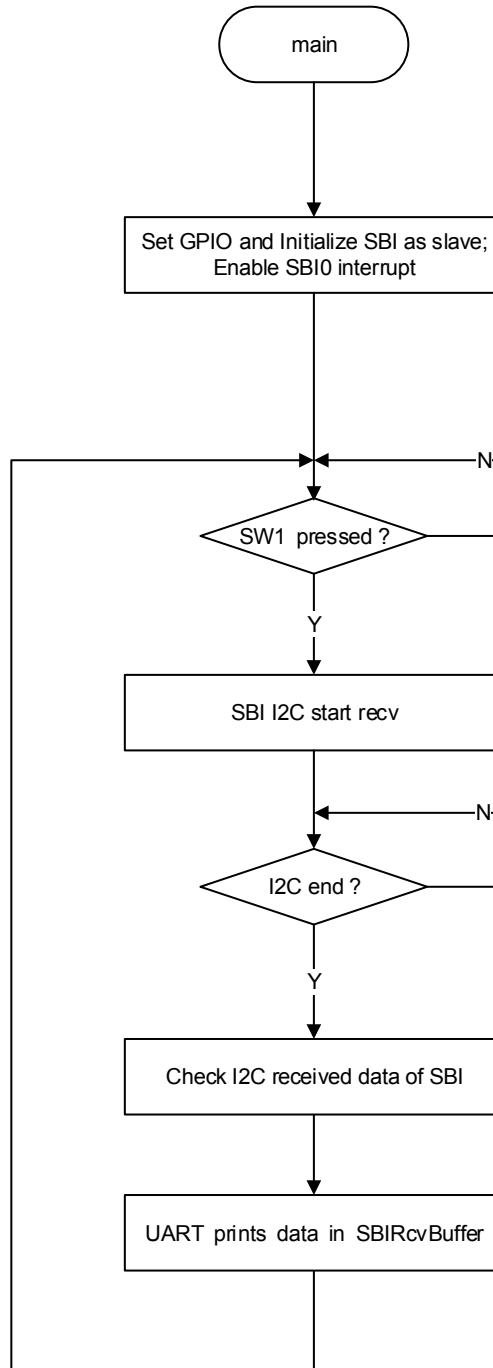 main
Set GPIO and Initialize SBI as slave;
Enable SBI0 interrupt
N
SW1 pressed ?
Y
SBI I2C start recv
N
I2C end ?
Y
Check I2C received data of SBI
UART prints data in SBIRcvBuffer